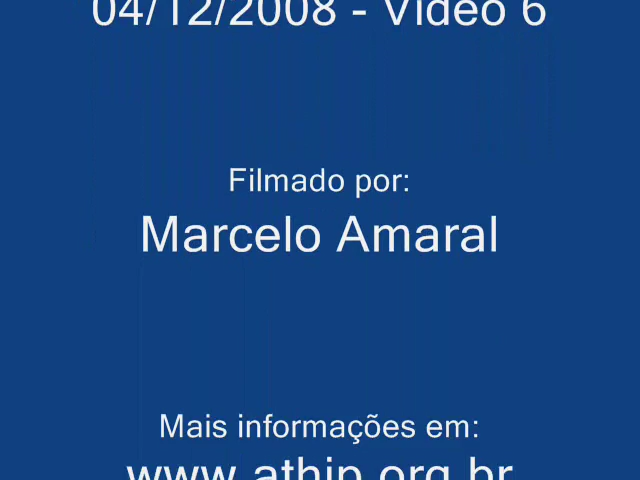 04/12/2008 - Vídeo 6
Filmado por:
Marcelo Amaral
Mais informações em:
www.athip.org.br